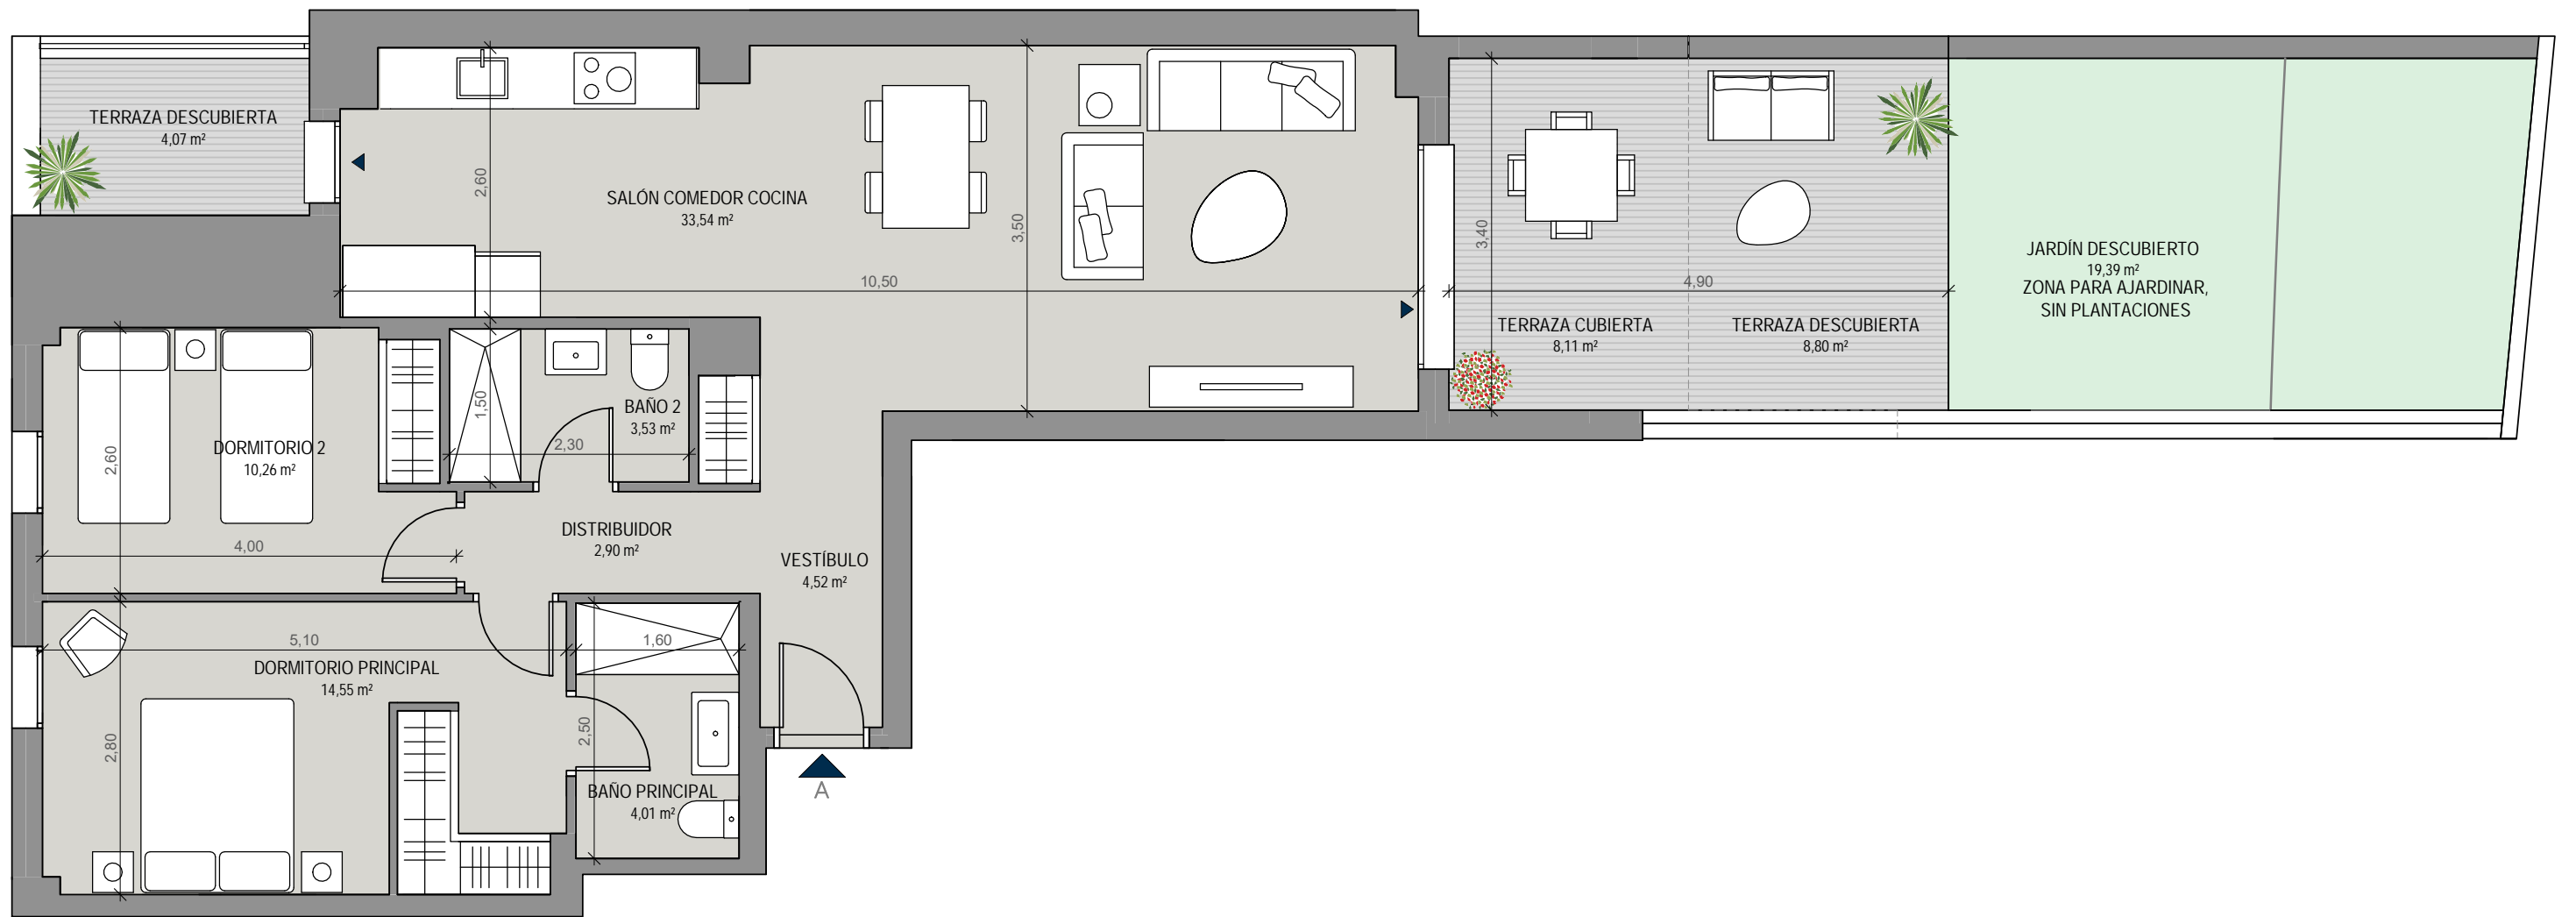 TERRAZA DESCUBIERTA
4,07 m²
2,60
SALÓN COMEDOR COCINA
33,54 m²
3,50
10,50
3,40
4,90
TERRAZA CUBIERTA
8,11 m²
TERRAZA DESCUBIERTA
8,80 m²
JARDÍN DESCUBIERTO
19,39 m²
ZONA PARA AJARDINAR,
SIN PLANTACIONES
DORMITORIO 2
10,26 m²
2,60
4,00
1,50
BAÑO 2
3,53 m²
2,30
DISTRIBUIDOR
2,90 m²
VESTÍBULO
4,52 m²
5,10
DORMITORIO PRINCIPAL
14,55 m²
2,80
1,60
2,50
BAÑO PRINCIPAL
4,01 m²
A